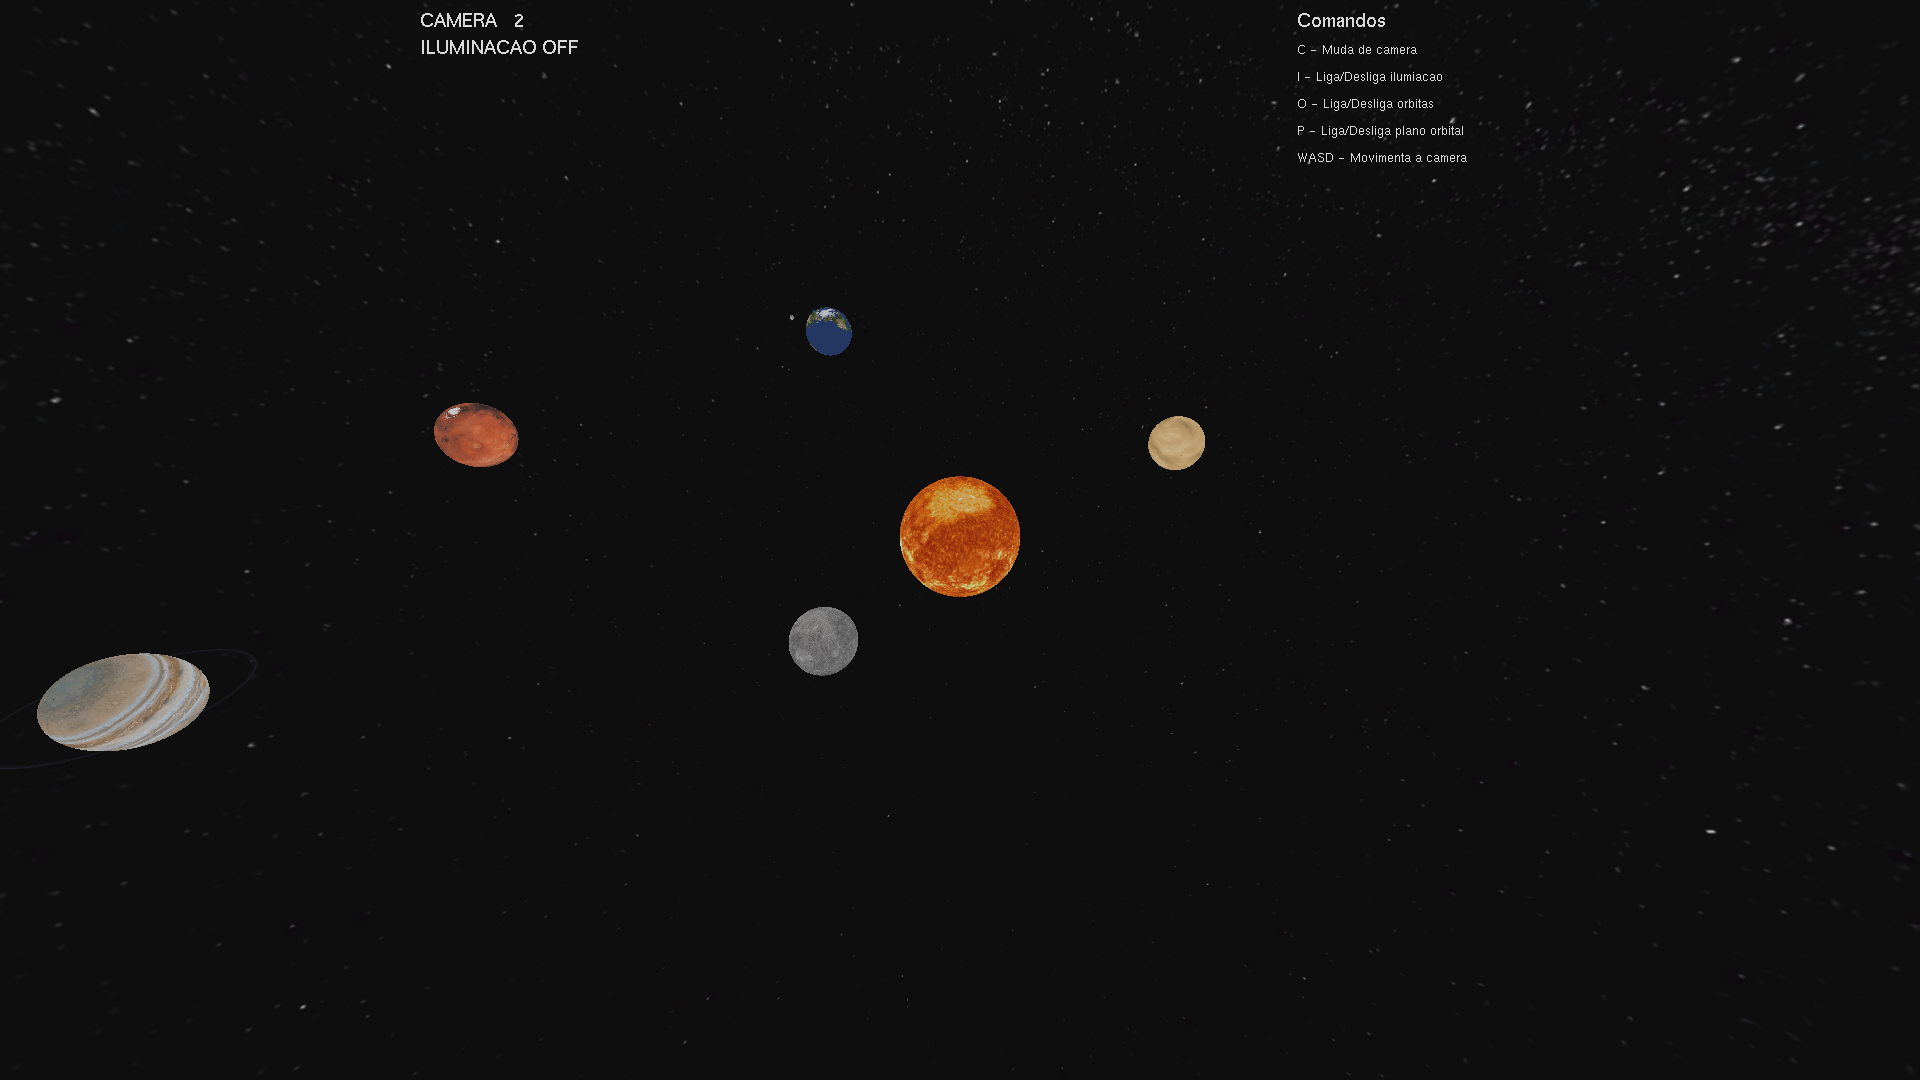 CAMERA 2
ILUMINACAO OFF
Comandos
C - Muda de camera
I - Liga/Desliga ilumiacao
O - Liga/Desliga orbitas
P - Liga/Desliga plano orbital
WASD - Movimenta a camera